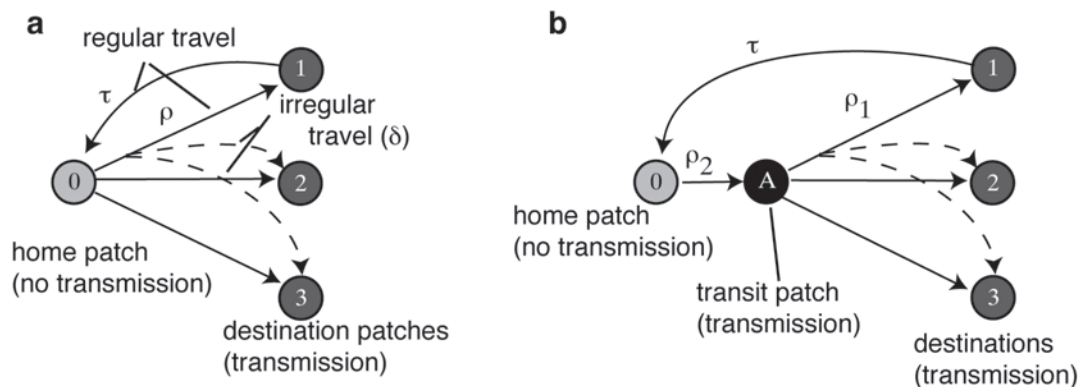 a
regular travel
τ
ρ
1
irregular
travel (δ)
0
2
home patch
(no transmission)
3
destination patches
(transmission)
b
τ
1
ρ1
0
ρ2
A
2
home patch
(no transmission)
3
transit patch
(transmission)
destinations
(transmission)